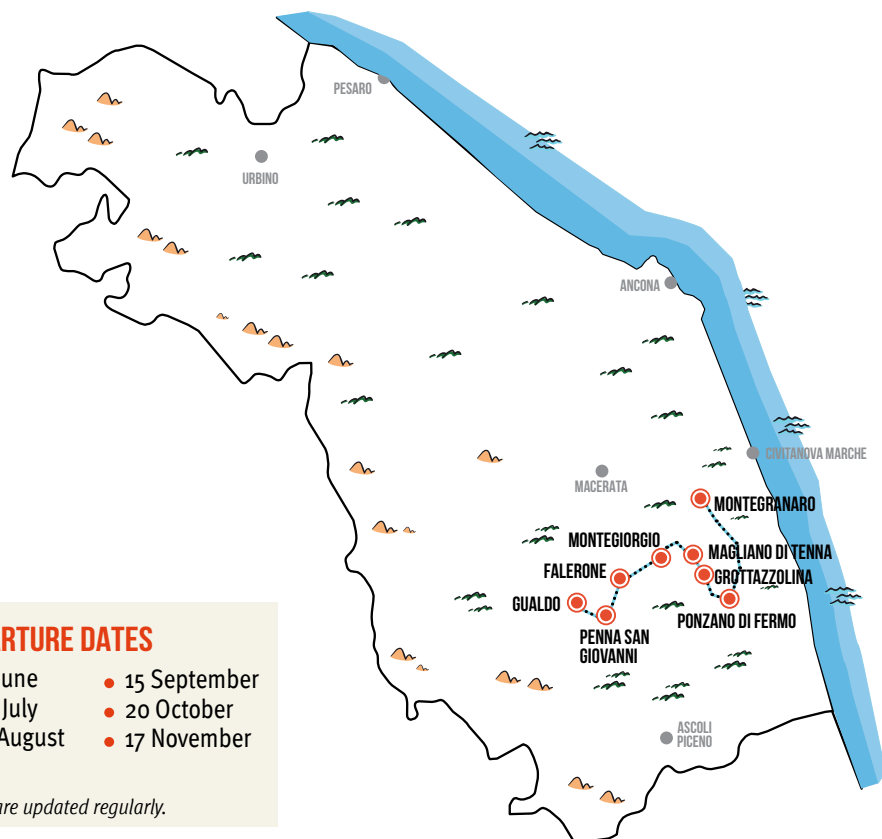 PESARO
URBINO
ANCONA
CIVITANOVA MARCHE
MACERATA
MONTEGRANARO
MONTEGIORGIO
MAGLIANO DI TENNA
FALERONE
GROTTAZZOLINA
GUALDO
PONZANO DI FERMO
PENNA SAN
GIOVANNI
ASCOLI
PICENO
ARTURE DATES
une
15 September
July
20 October
August
17 November
are updated regularly.